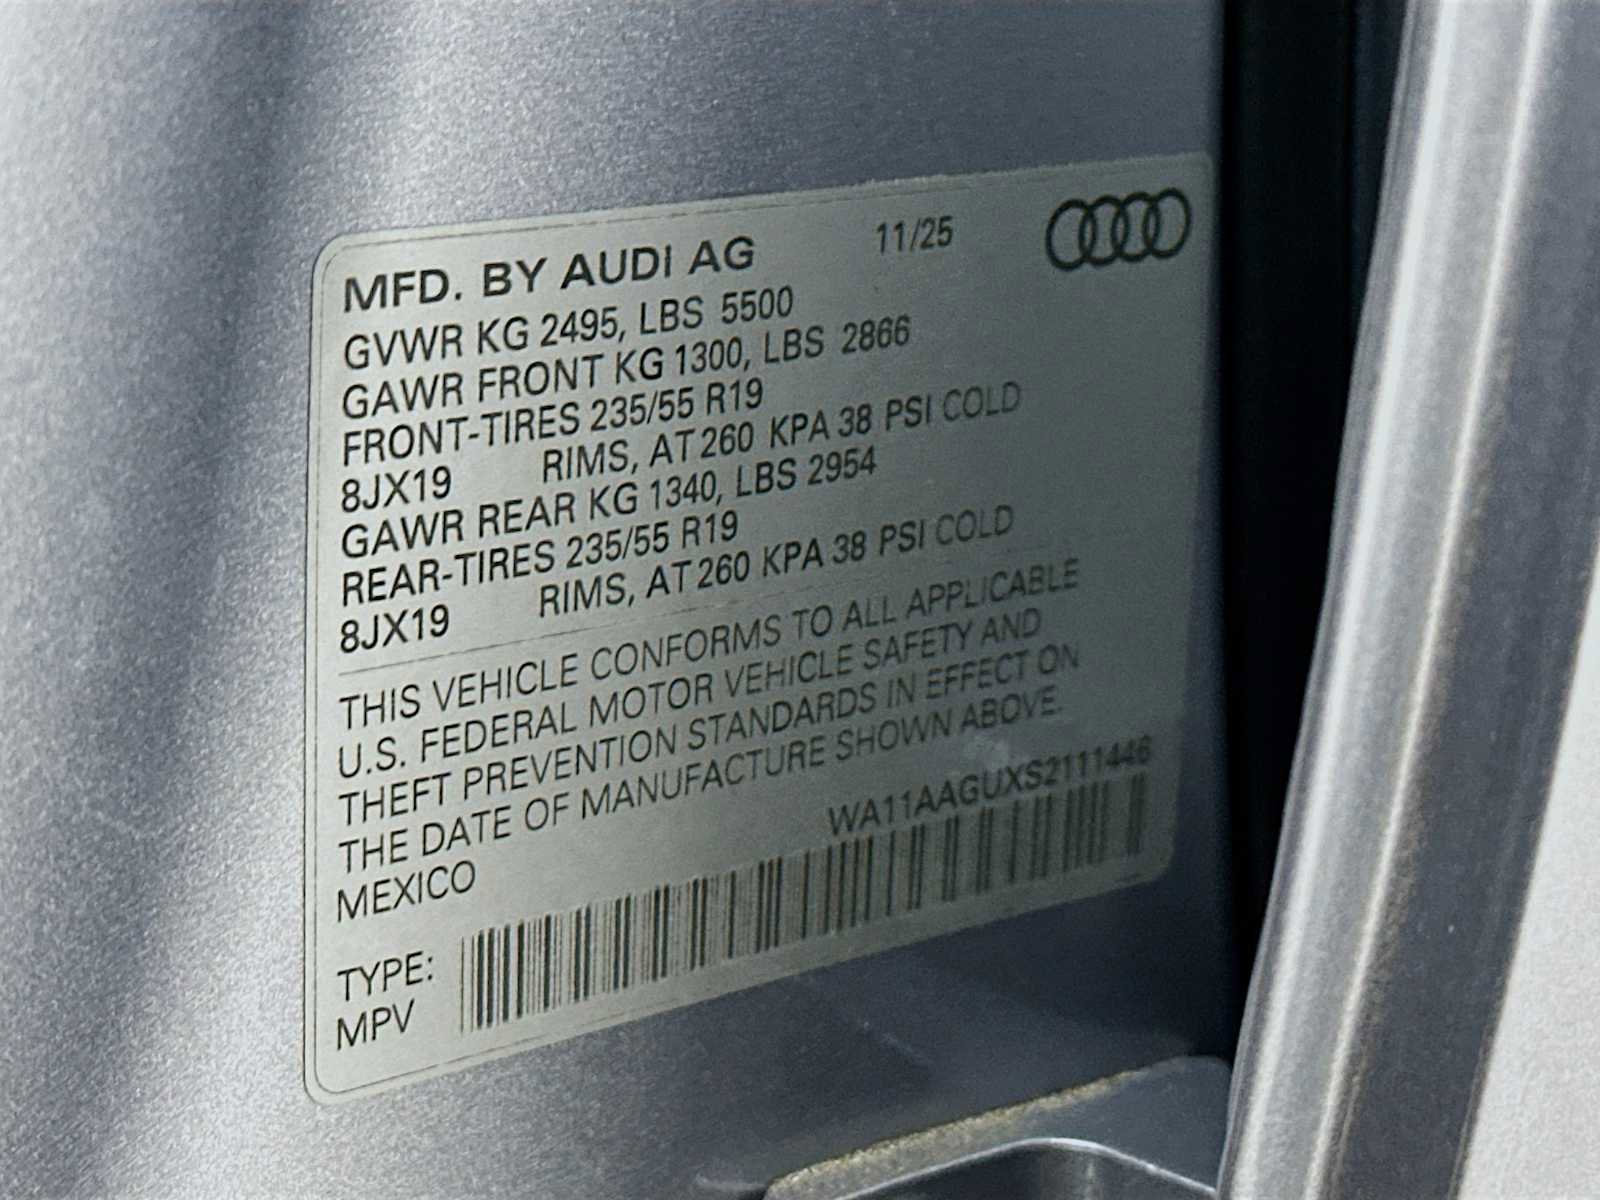 MFD. BY AUDI AG 11/25
GVWR KG 2495, LBS 5500
GAWR FRONT KG 1300, LBS 2866
FRONT-TIRES 235/55 R19
8JX19 RIMS, AT 260 KPA 38 PSI COLD
GAWR REAR KG 1340, LBS 2954
REAR-TIRES 235/55 R19
8JX19 RIMS, AT 260 KPA 38 PSI COLD
THIS VEHICLE CONFORMS TO ALL APPLICABLE
U.S. FEDERAL MOTOR VEHICLE SAFETY AND
THEFT PREVENTION STANDARDS IN EFFECT ON
THE DATE OF MANUFACTURE SHOWN ABOVE.
MEXICO
WA11AAGUXS2111446
TYPE:
MPV